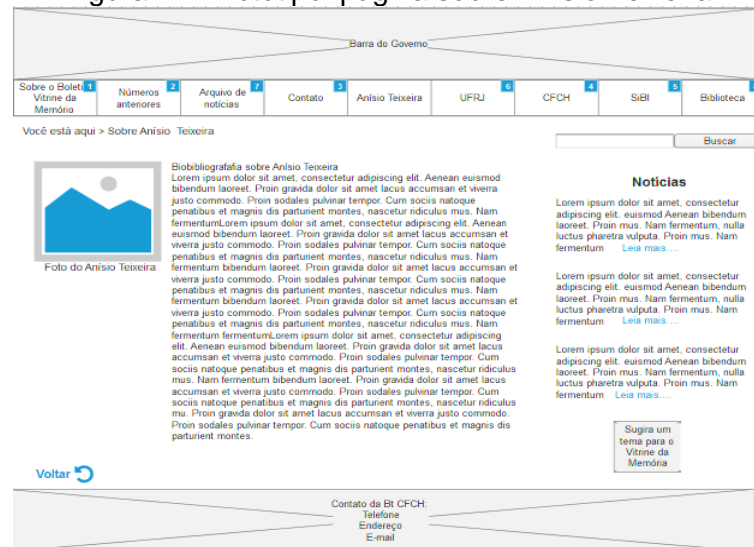 Barra do Governo
Sobre o Boleti 1
Vitrine da
Memório
Números 2
anteriores
Arquivo de 7
notícias
Contato 3
Anísio Teixeira
UFRJ 6
CFCH 4
SiBI 5
Biblioteca
Você está aqui > Sobre Anísio Teixeira
Buscar
Foto do Anísio Teixeira
Biobibliografafia sobre Anísio Teixeira
Lorem ipsum dolor sit amet, consectetur adipiscing elit. Aenean euismod
bibendum laoreet. Proin gravida dolor sit amet lacus accumsan et viverra
justo commodo. Proin sodales pulvinar tempor. Cum sociis natoque
penatibus et magnis dis parturient montes, nascetur ridiculus mus. Nam
fermentumLorem ipsum dolor sit amet, consectetur adipiscing elit. Aenean
euismod bibendum laoreet. Proin gravida dolor sit amet lacus accumsan et
viverra justo commodo. Proin sodales pulvinar tempor. Cum sociis natoque
penatibus et magnis dis parturient montes, nascetur ridiculus mus. Nam
fermentum bibendum laoreet. Proin gravida dolor sit amet lacus accumsan et
viverra justo commodo. Proin sodales pulvinar tempor. Cum sociis natoque
penatibus et magnis dis parturient montes, nascetur ridiculus mus. Nam
fermentum bibendum laoreet. Proin gravida dolor sit amet lacus accumsan et
viverra justo commodo. Proin sodales pulvinar tempor. Cum sociis natoque
penatibus et magnis dis parturient montes, nascetur ridiculus mus. Nam
fermentum fermentumLorem ipsum dolor sit amet, consectetur adipiscing
elit. Aenean euismod bibendum laoreet. Proin gravida dolor sit amet lacus
accumsan et viverra justo commodo. Proin sodales pulvinar tempor. Cum
sociis natoque penatibus et magnis dis parturient montes, nascetur ridiculus
mus. Nam fermentum bibendum laoreet. Proin gravida dolor sit amet lacus
accumsan et viverra justo commodo. Proin sodales pulvinar tempor. Cum
sociis natoque penatibus et magnis dis parturient montes, nascetur ridiculus
mu. Proin gravida dolor sit amet lacus accumsan et viverra justo commodo.
Proin sodales pulvinar tempor. Cum sociis natoque penatibus et magnis dis
parturient montes.
Notícias
Lorem ipsum dolor sit amet, consectetur
adipiscing elit. euismod Aenean bibendum
laoreet. Proin mus. Nam fermentum, nulla
luctus pharetra vulputa. Proin mus. Nam
fermentum Leia mais....
Lorem ipsum dolor sit amet, consectetur
adipiscing elit. euismod Aenean bibendum
laoreet. Proin mus. Nam fermentum, nulla
luctus pharetra vulputa. Proin mus. Nam
fermentum Leia mais....
Lorem ipsum dolor sit amet, consectetur
adipiscing elit. euismod Aenean bibendum
laoreet. Proin mus. Nam fermentum, nulla
luctus pharetra vulputa. Proin mus. Nam
fermentum Leia mais....
Sugira um
tema para o
Vitrine da
Memória
Voltar
Contato da Bt CFCH:
Telefone
Endereço
E-mail